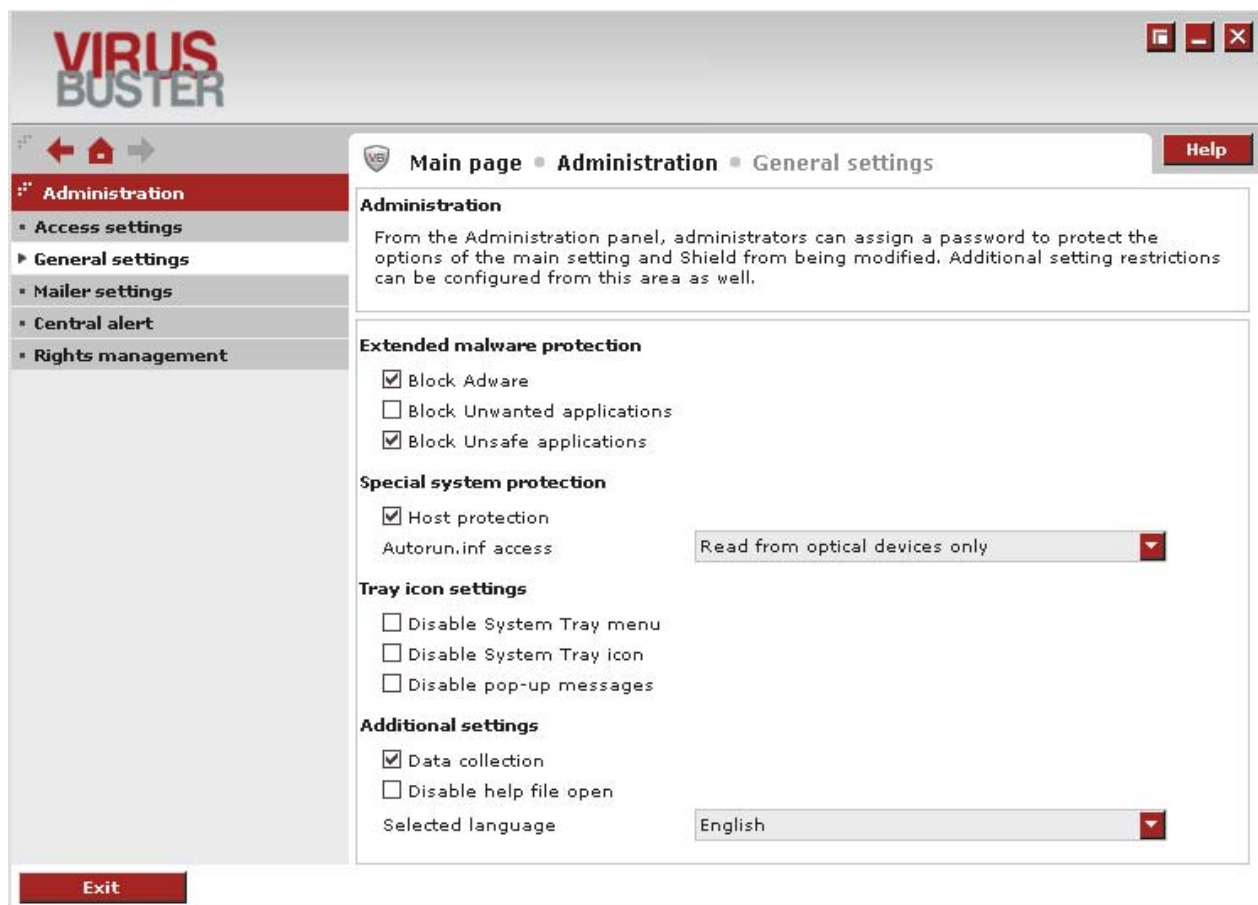 VIRUS
BUSTER
Main page • Administration • General settings
Help
Administration
Access settings
General settings
Mailer settings
Central alert
Rights management
Administration
From the Administration panel, administrators can assign a password to protect the
options of the main setting and Shield from being modified. Additional setting restrictions
can be configured from this area as well.
Extended malware protection
Block Adware
Block Unwanted applications
Block Unsafe applications
Special system protection
Host protection
Autorun.inf access
Read from optical devices only
Tray icon settings
Disable System Tray menu
Disable System Tray icon
Disable pop-up messages
Additional settings
Data collection
Disable help file open
Selected language
English
Exit